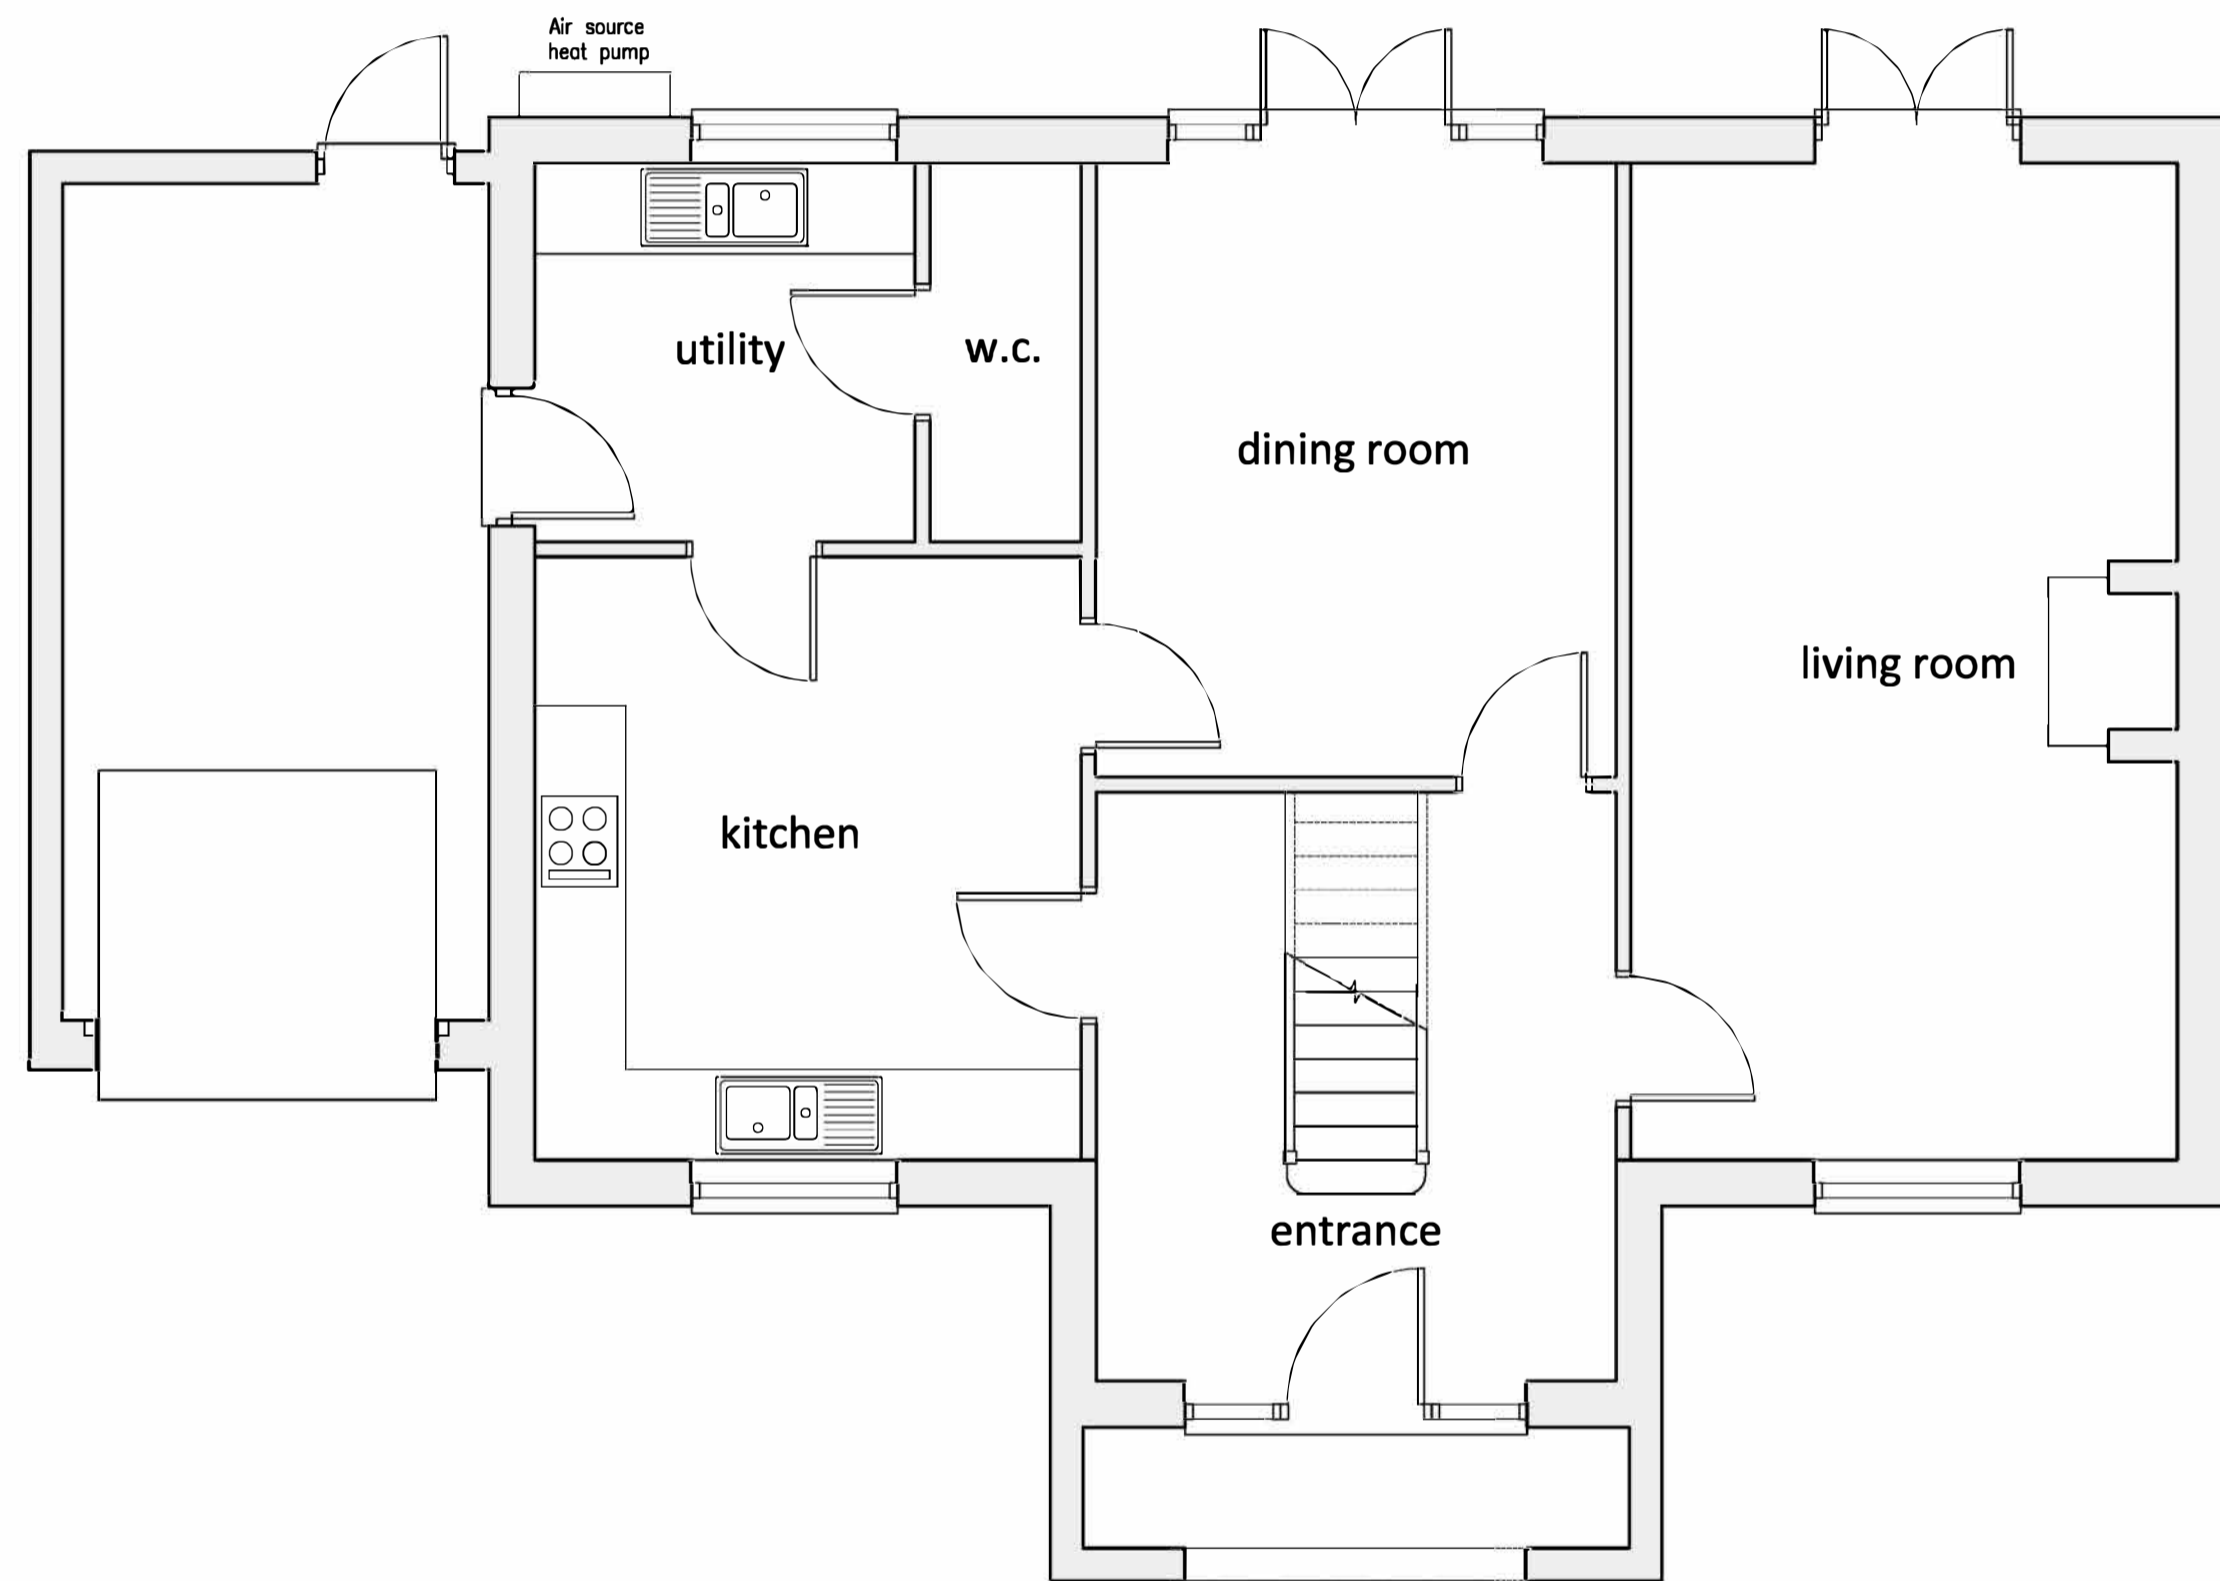 Air source
heat pump
utility
w.c.
dining room
living room
kitchen
entrance